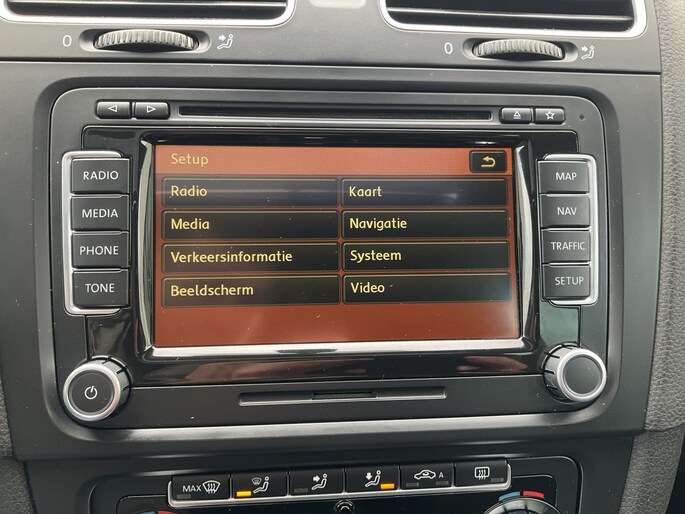 0
0
RADIO
MEDIA
PHONE
TONE
Setup
Radio
Kaart
Media
Navigatie
Verkeersinformatie
Systeem
Beeldscherm
Video
MAP
NAV
TRAFFIC
SETUP
MAX
A